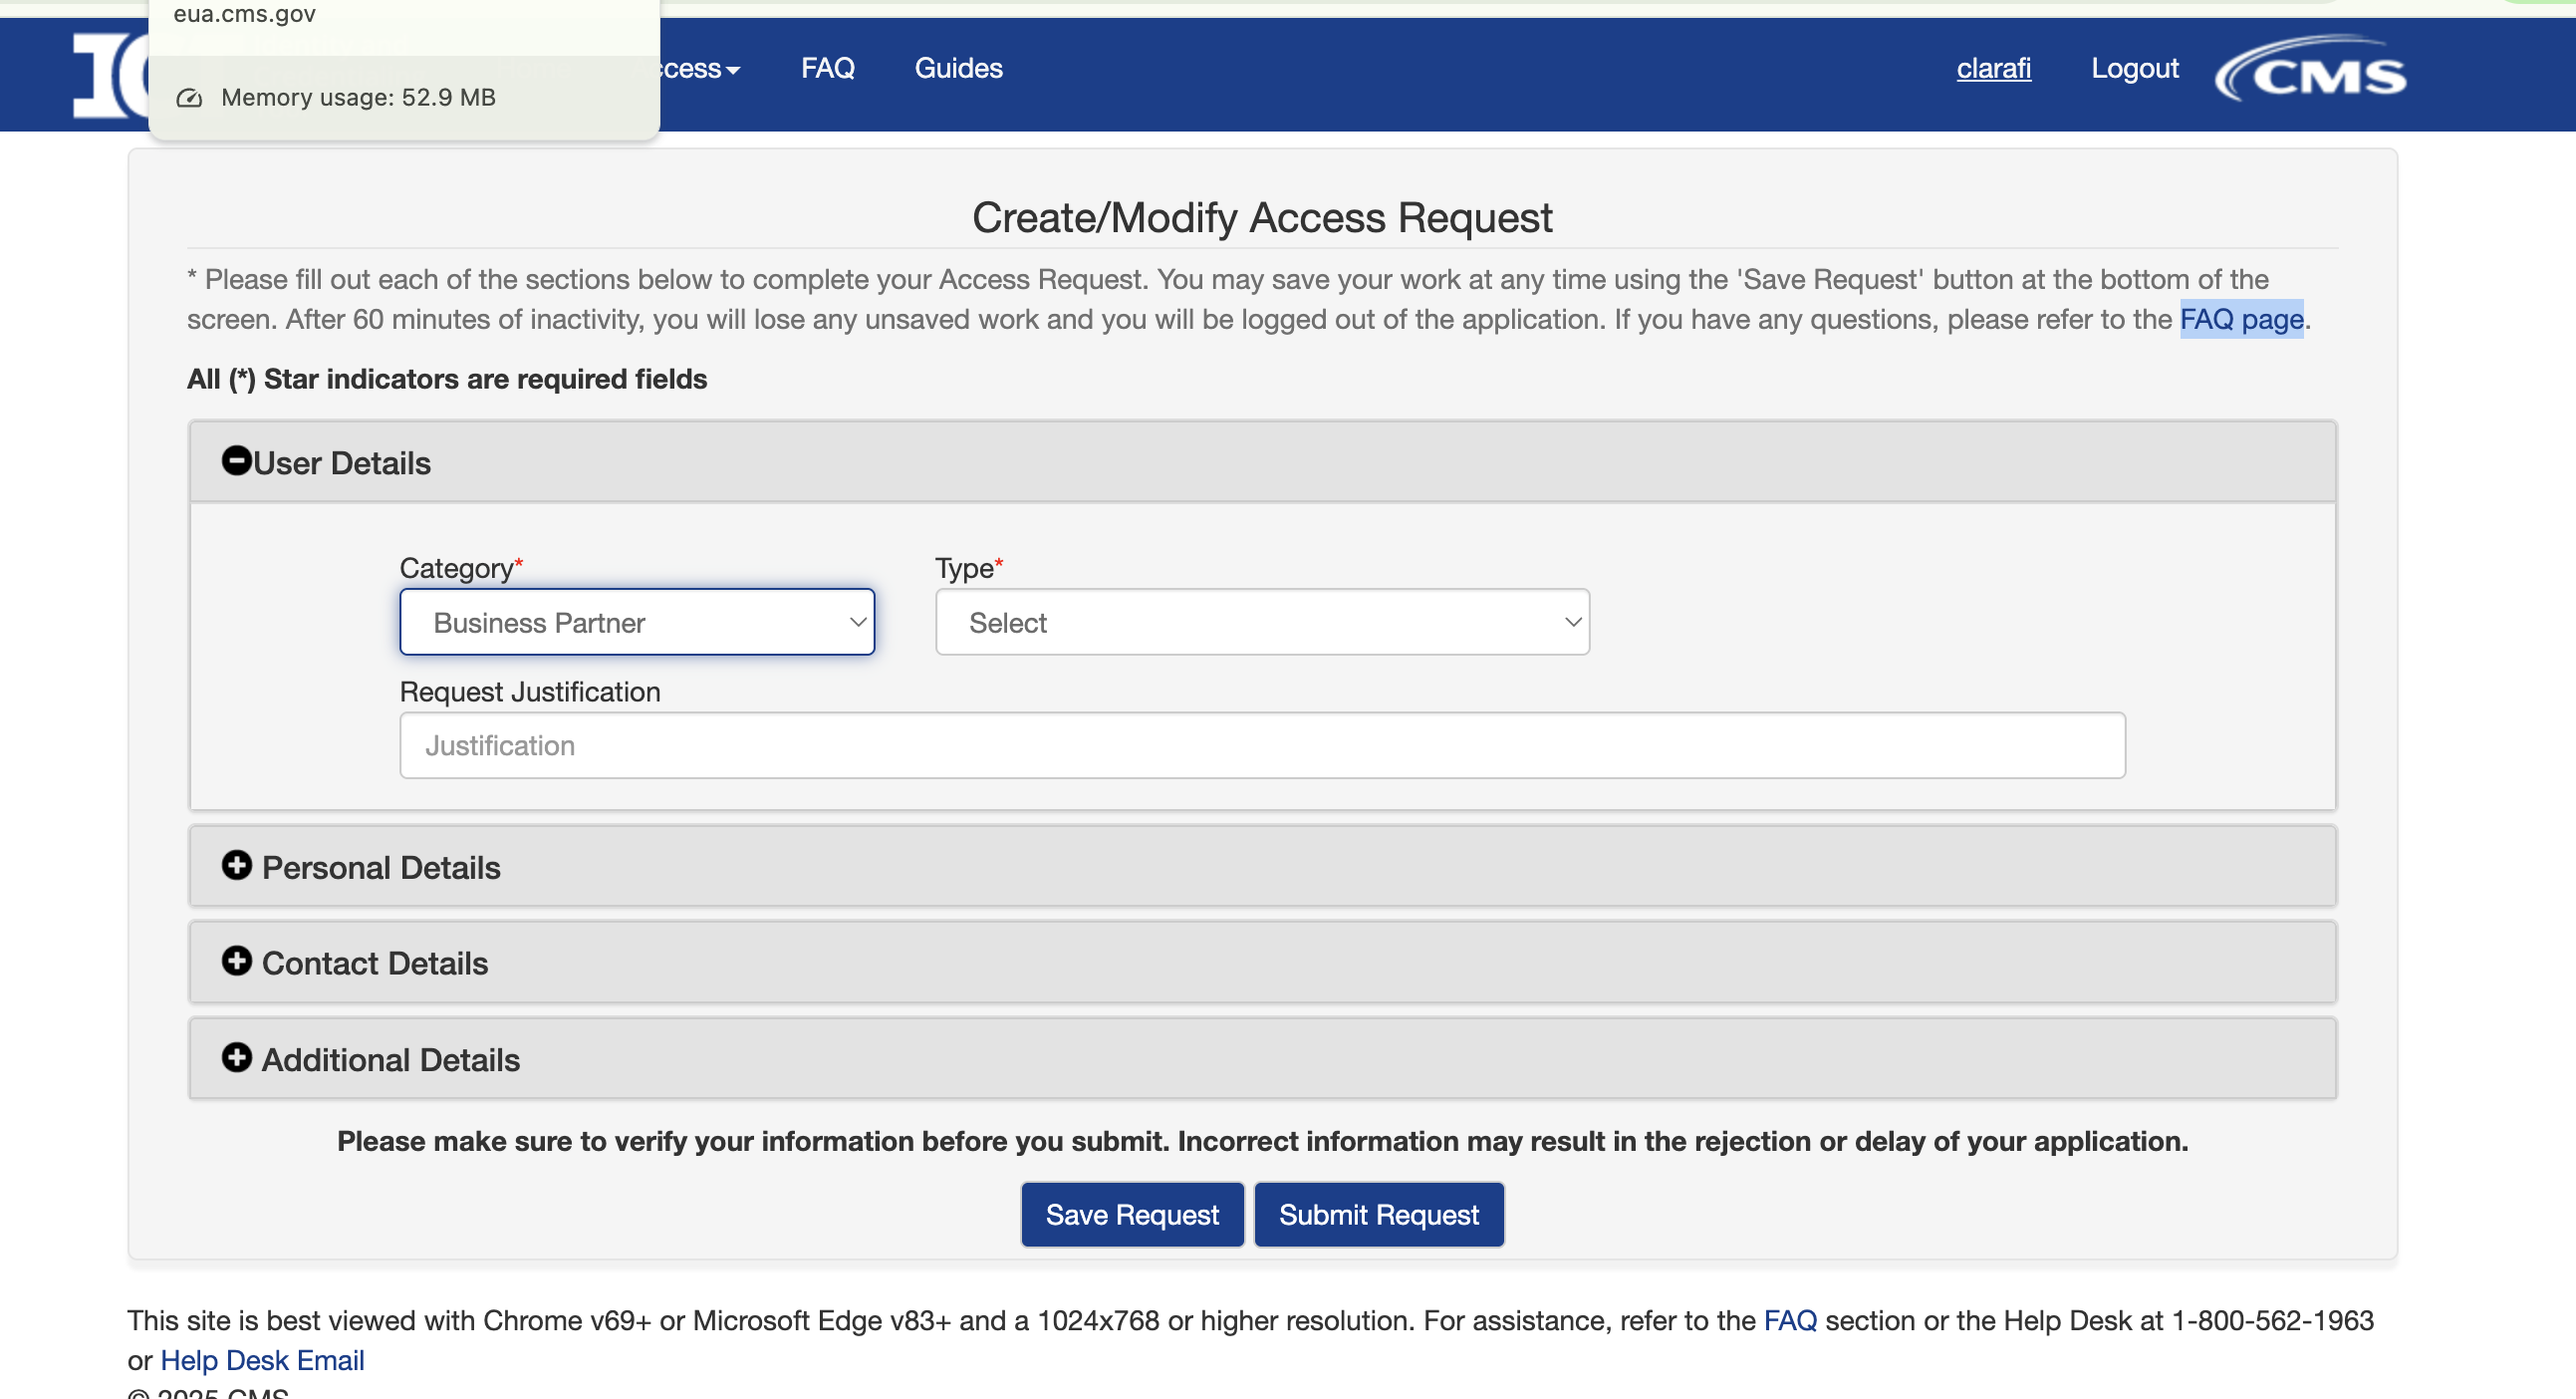 eua.cms.gov
Memory usage: 52.9 MB
FAQ
Guides
clarafi
Logout
CMS
Create/Modify Access Request
* Please fill out each of the sections below to complete your Access Request. You may save your work at any time using the 'Save Request' button at the bottom of the
screen. After 60 minutes of inactivity, you will lose any unsaved work and you will be logged out of the application. If you have any questions, please refer to the FAQ page.
All (*) Star indicators are required fields
User Details
Category*
Type*
Business Partner
Select
Request Justification
Justification
Personal Details
Contact Details
Additional Details
Please make sure to verify your information before you submit. Incorrect information may result in the rejection or delay of your application.
Save Request
Submit Request
This site is best viewed with Chrome v69+ or Microsoft Edge v83+ and a 1024x768 or higher resolution. For assistance, refer to the FAQ section or the Help Desk at 1-800-562-1963
or Help Desk Email
© 2025 CMS